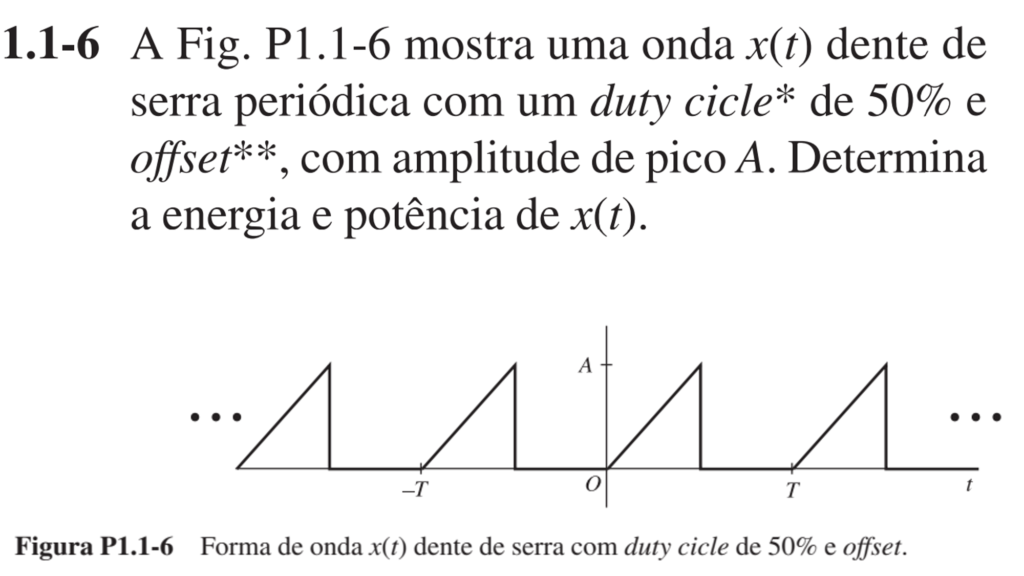 1.1-6 A Fig. P1.1-6 mostra uma onda x(t) dente de
serra periódica com um duty cicle* de 50% e
offset**, com amplitude de pico A. Determina
a energia e potência de x(t).
A
–T
O
T
t
Figura P1.1-6 Forma de onda x(t) dente de serra com duty cicle de 50% e offset.